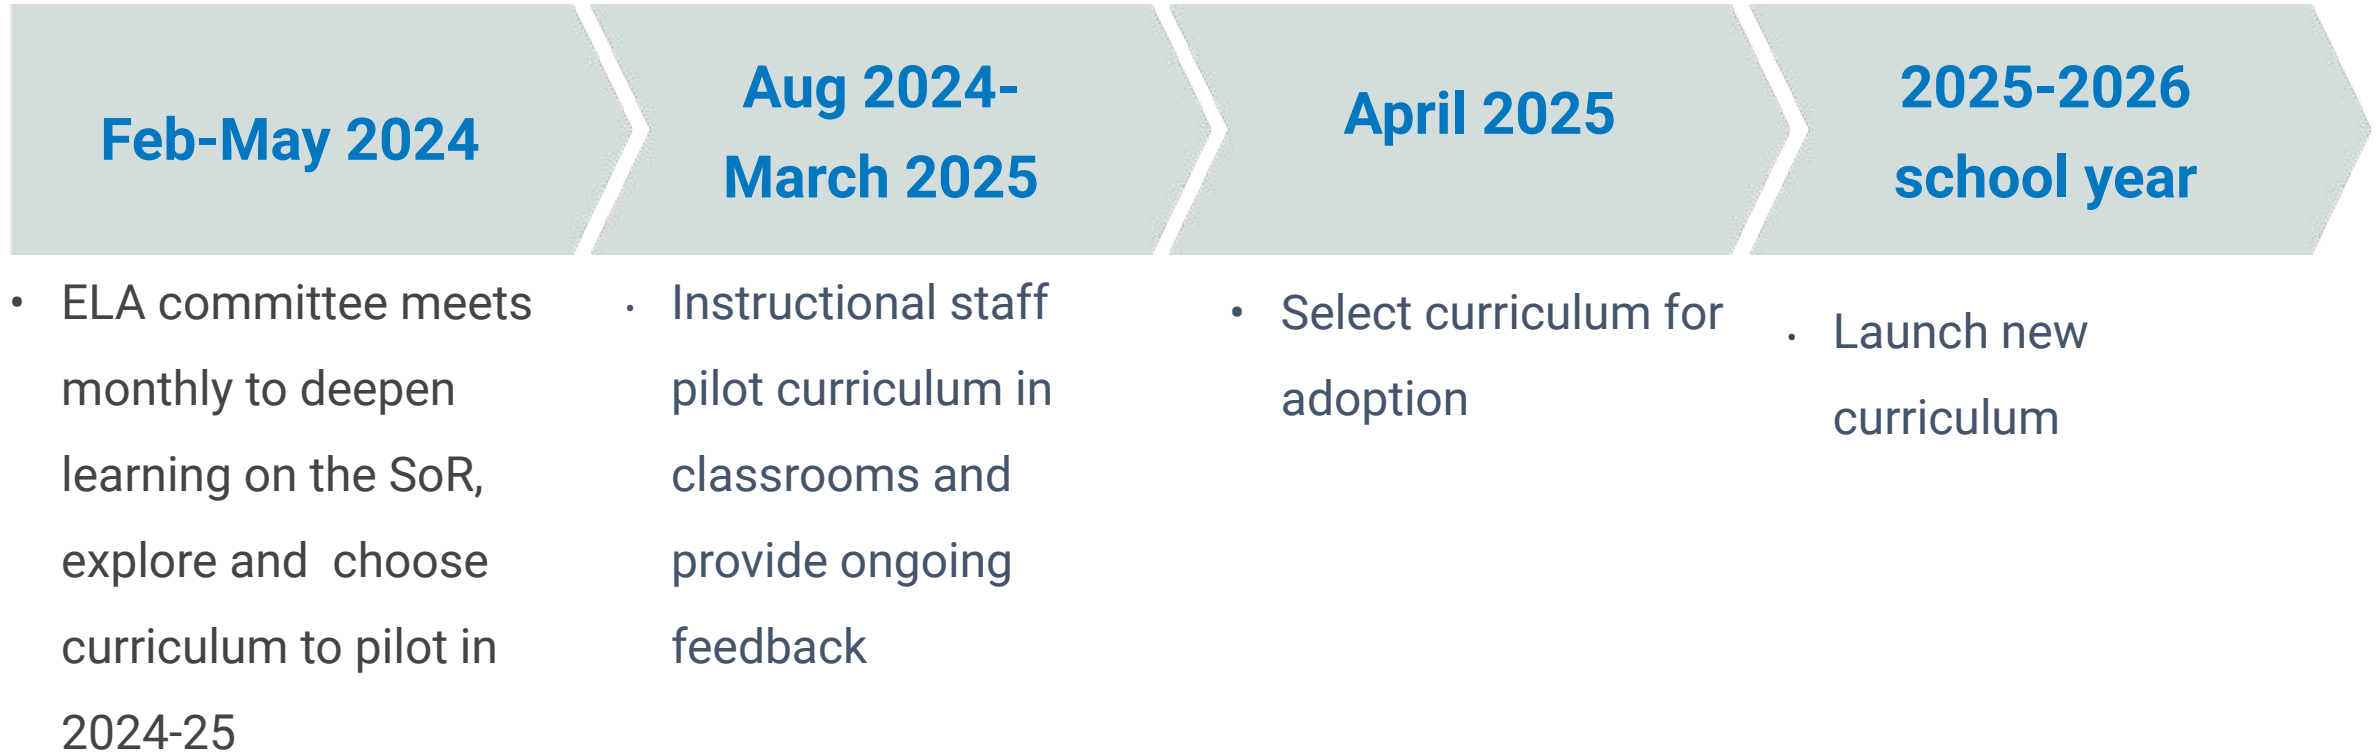 Feb-May 2024
Aug 2024-
March 2025
April 2025
2025-2026
school year
• ELA committee meets
monthly to deepen
learning on the SoR,
explore and  choose
curriculum to pilot in
2024-25
• Instructional staff
pilot curriculum in
classrooms and
provide ongoing
feedback
• Select curriculum for
adoption
• Launch new
curriculum